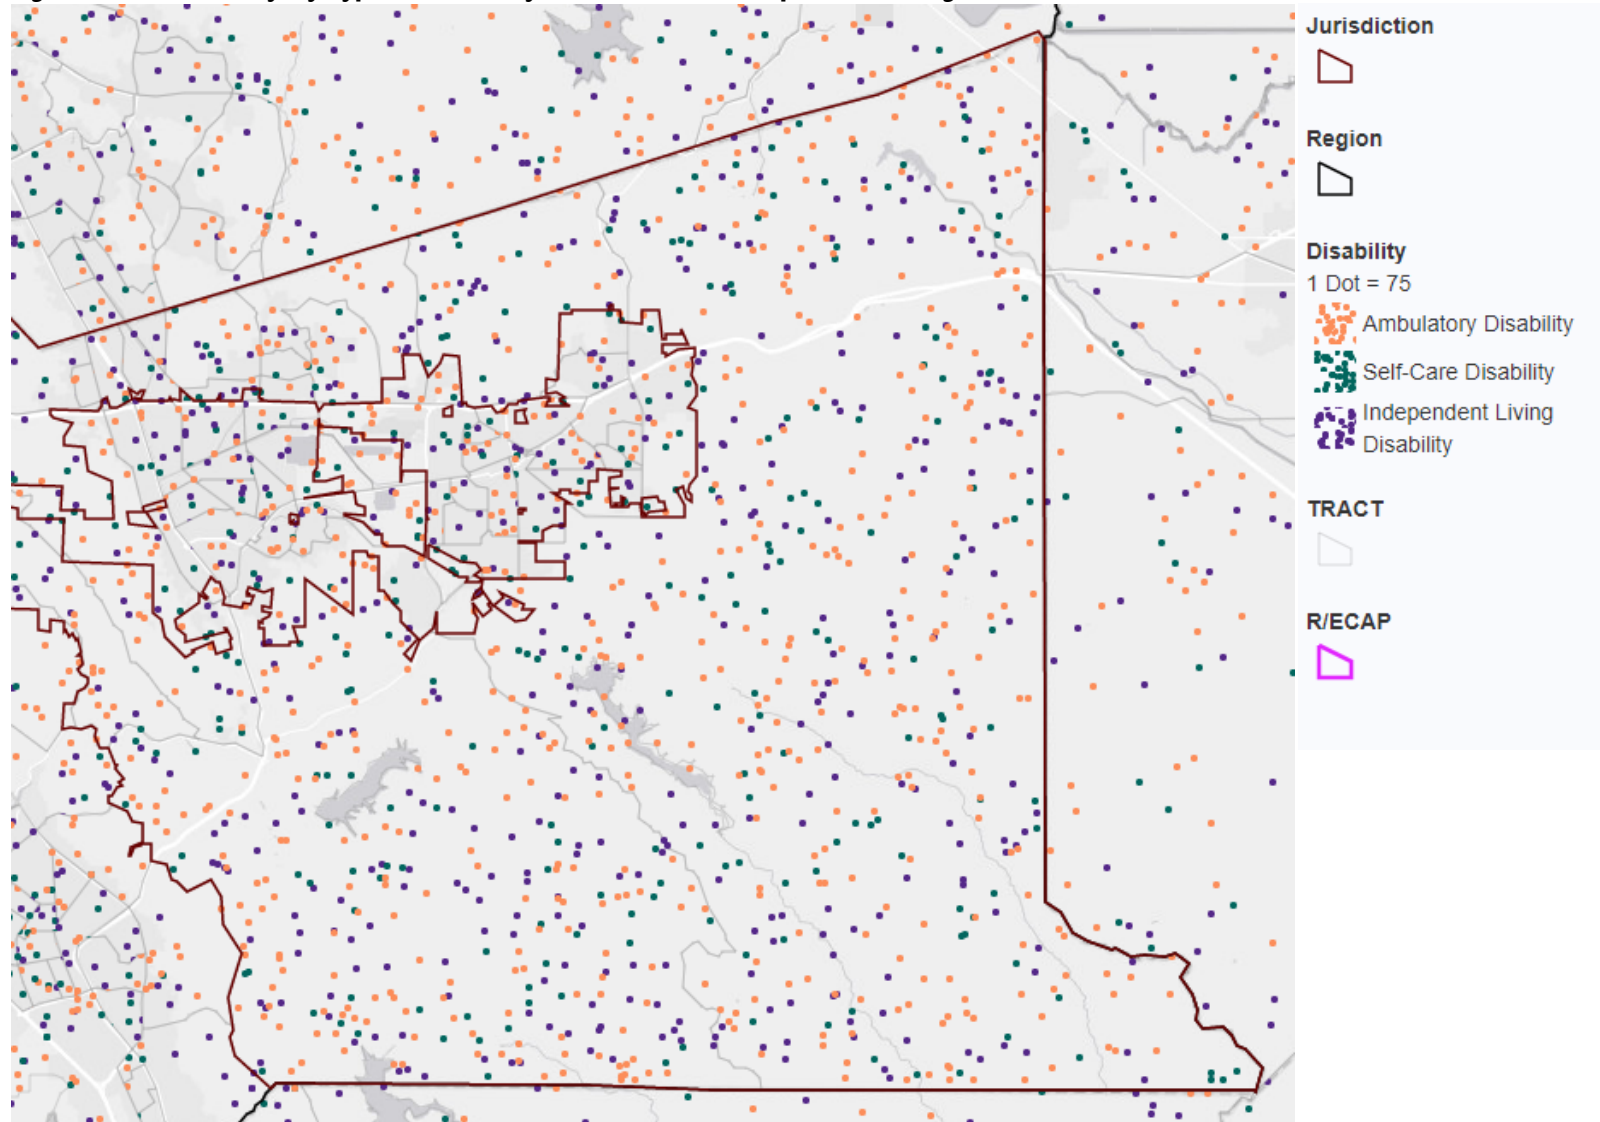 Jurisdiction
Region
Disability
1 Dot = 75
Ambulatory Disability
Self-Care Disability
Independent Living
Disability
TRACT
R/ECAP